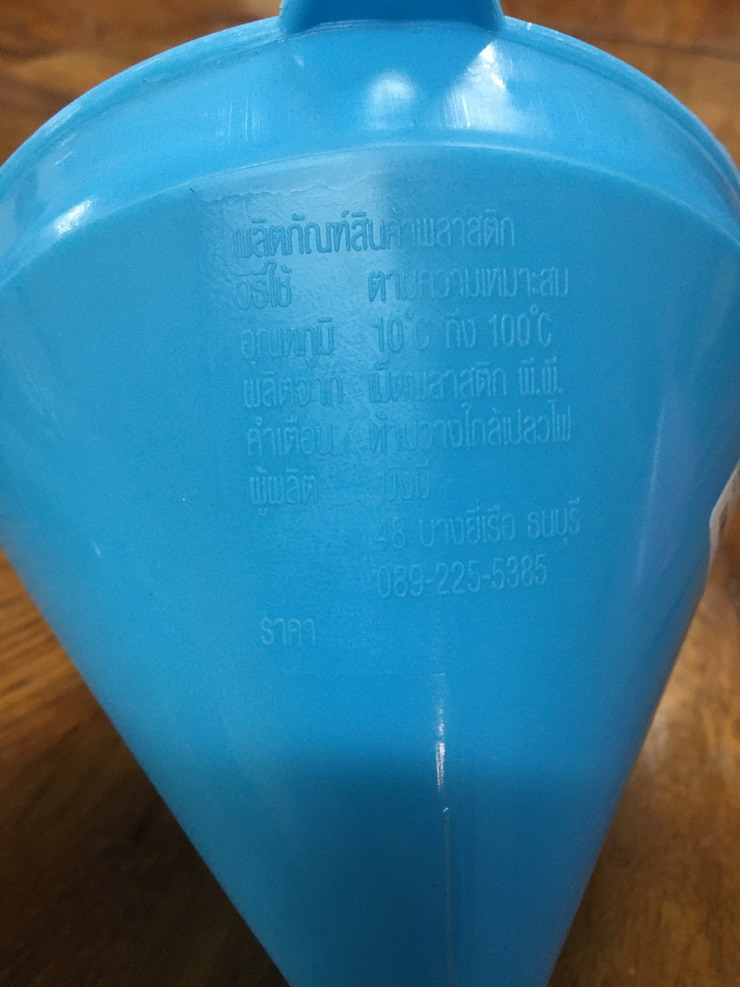 ผลิตภัณฑ์สินค้าพลาสติก
วิธีใช้ ตามความเหมาะสม
อุณหภูมิ 10°C ถึง 100°C
ผลิตจาก เม็ดพลาสติก พี.พี.
คำเตือน ห้ามวางใกล้เปลวไฟ
ผู้ผลิต
48 บางยี่เรือ ธนบุรี
089-225-5385
ราคา